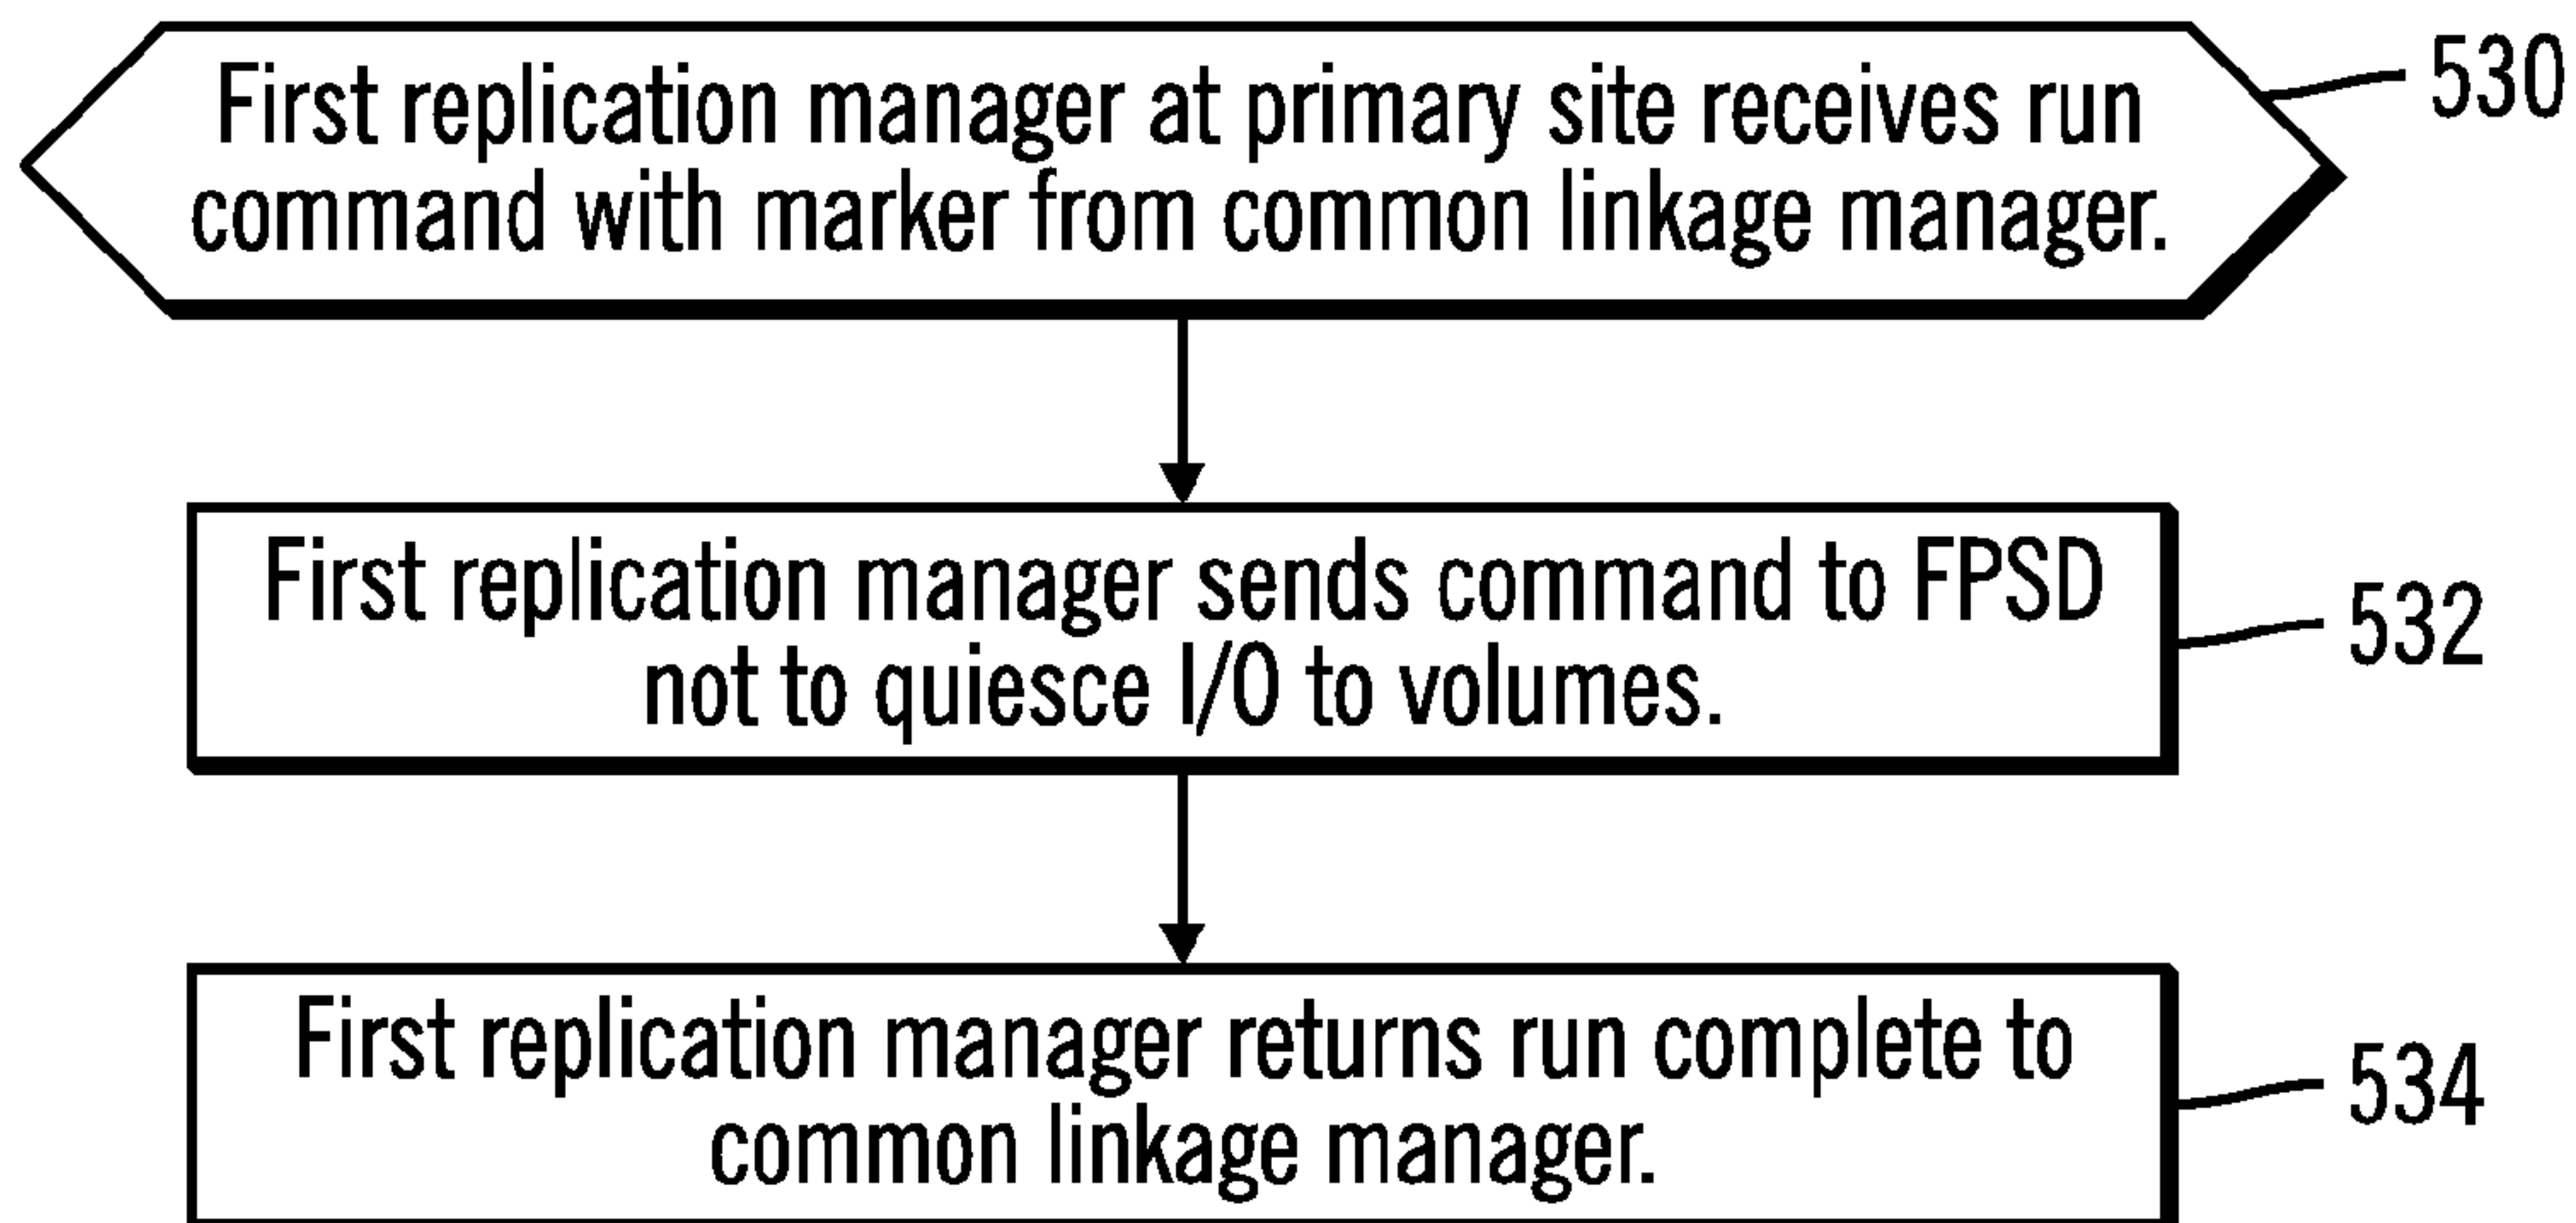 First replication manager at primary site receives run
command with marker from common linkage manager.
530
First replication manager sends command to FPSD
not to quiesce I/O to volumes.
532
First replication manager returns run complete to
common linkage manager.
534